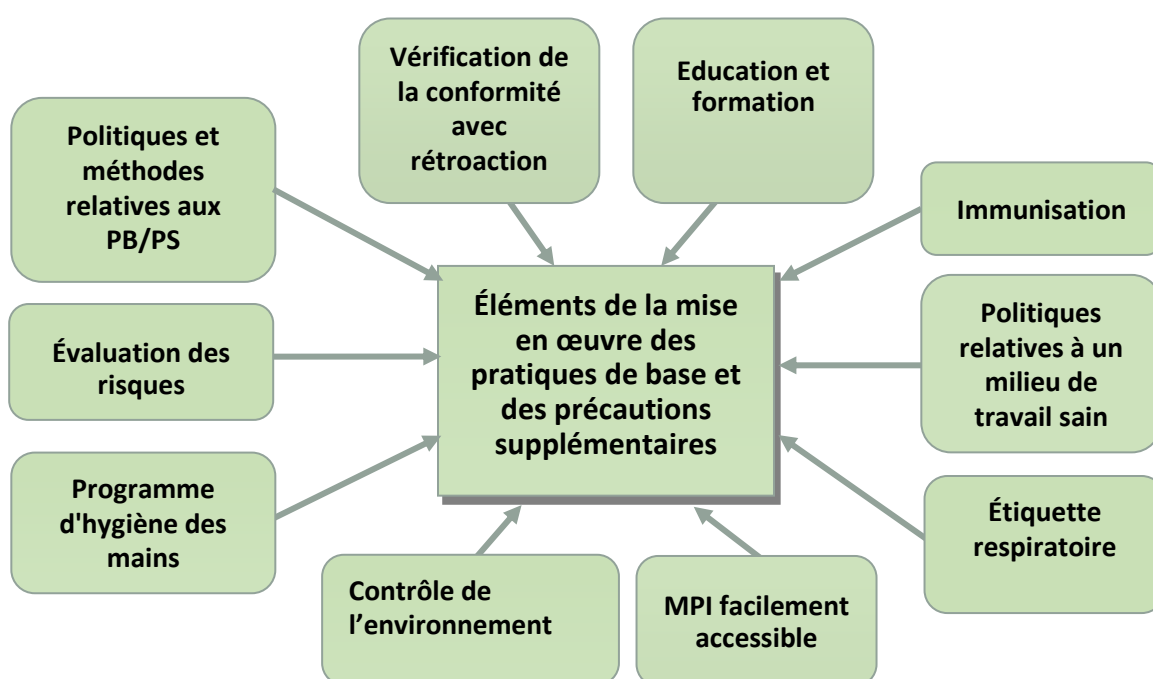 Vérification de
la conformité
avec
rétroaction
Education et
formation
Politiques et
méthodes
relatives aux
PB/PS
Immunisation
Éléments de la mise
en œuvre des
pratiques de base et
des précautions
supplémentaires
Évaluation des
risques
Politiques
relatives à un
milieu de
travail sain
Programme
d'hygiène des
mains
Étiquette
respiratoire
Contrôle de
l’environnement
MPI facilement
accessible